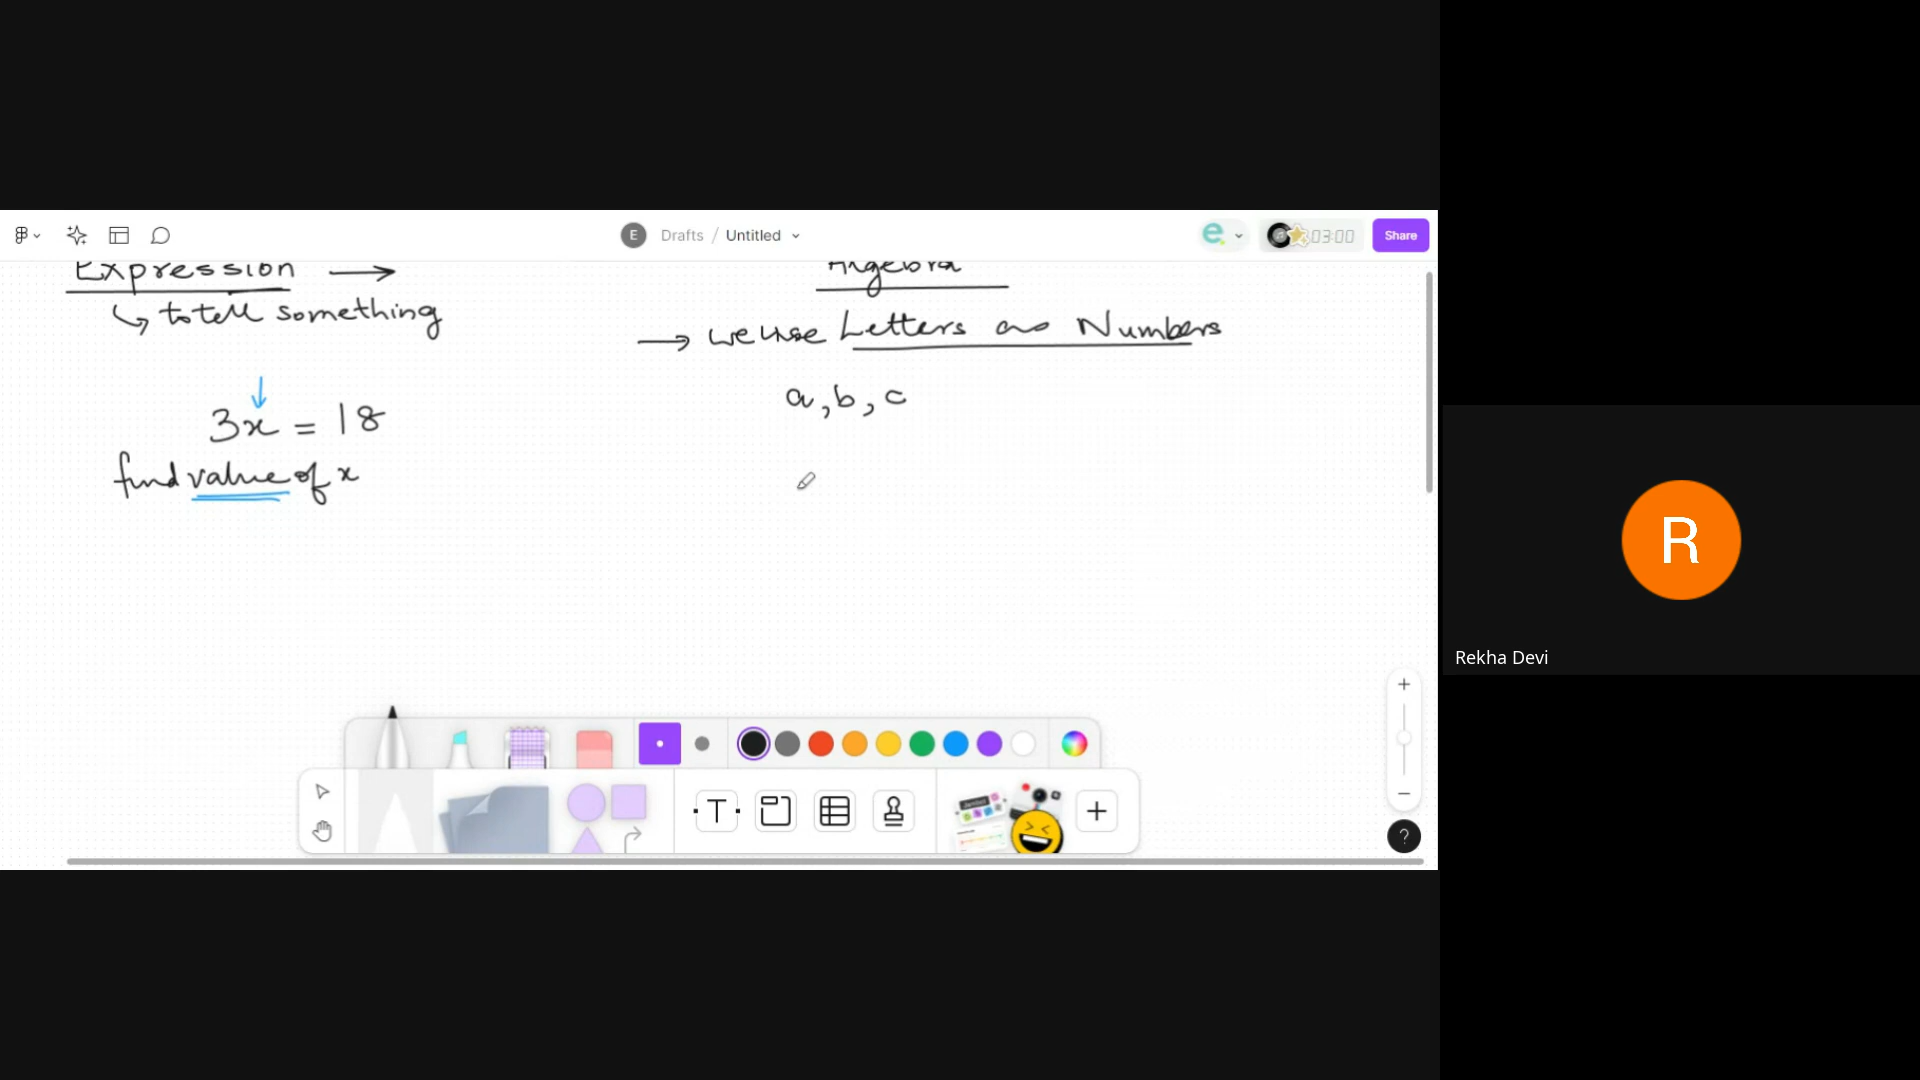 E Drafts / Untitled 03:00 Share
Expression →
↳ to tell something
3x = 18
find value of x
Algebra
→ we use Letters as Numbers
a, b, c
T
?
R
Rekha Devi